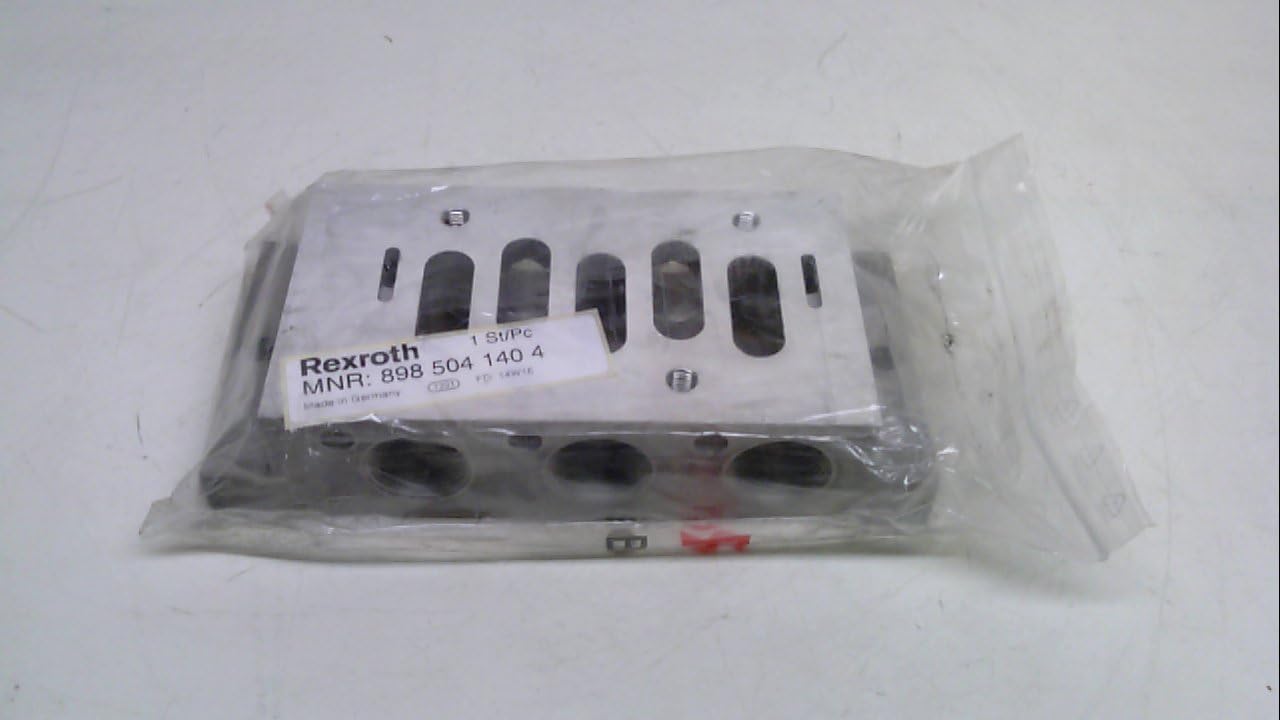 1 St/Pc
Rexroth
MNR: 898 504 140 4
Made in Germany
FD: 14W16
B